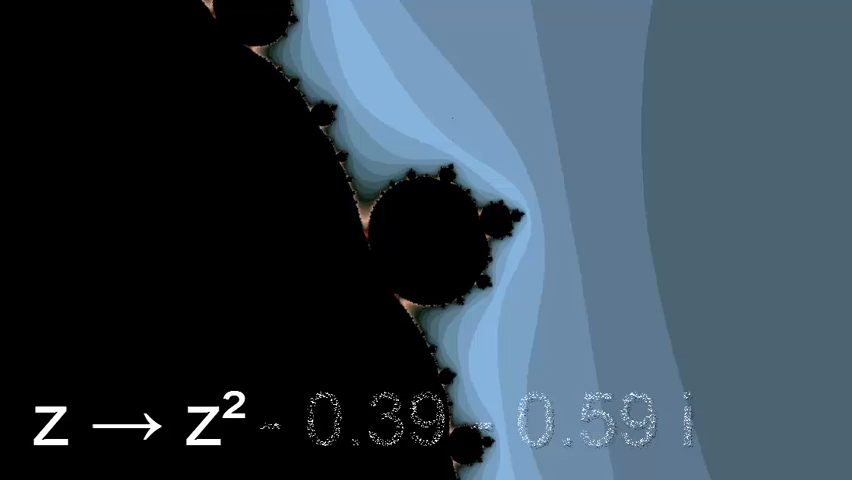 z → z² - 0.39 - 0.59 i